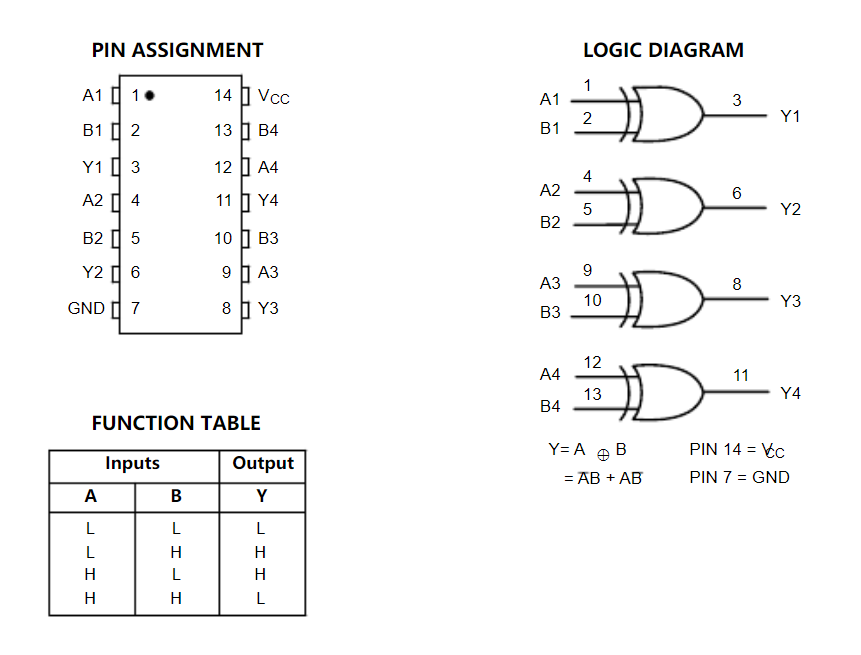 PIN ASSIGNMENT
A1 1 14 VCC
B1 2 13 B4
Y1 3 12 A4
A2 4 11 Y4
B2 5 10 B3
Y2 6 9 A3
GND 7 8 Y3
LOGIC DIAGRAM
1
A1 3 Y1
2
B1
4
A2 6 Y2
5
B2
9
A3 8 Y3
10
B3
12
A4 11 Y4
13
B4
Y= A ⊕ B
= A̅B + AB̅
PIN 14 = VCC
PIN 7 = GND
FUNCTION TABLE
Inputs Output
A B Y
L L L
L H H
H L H
H H L